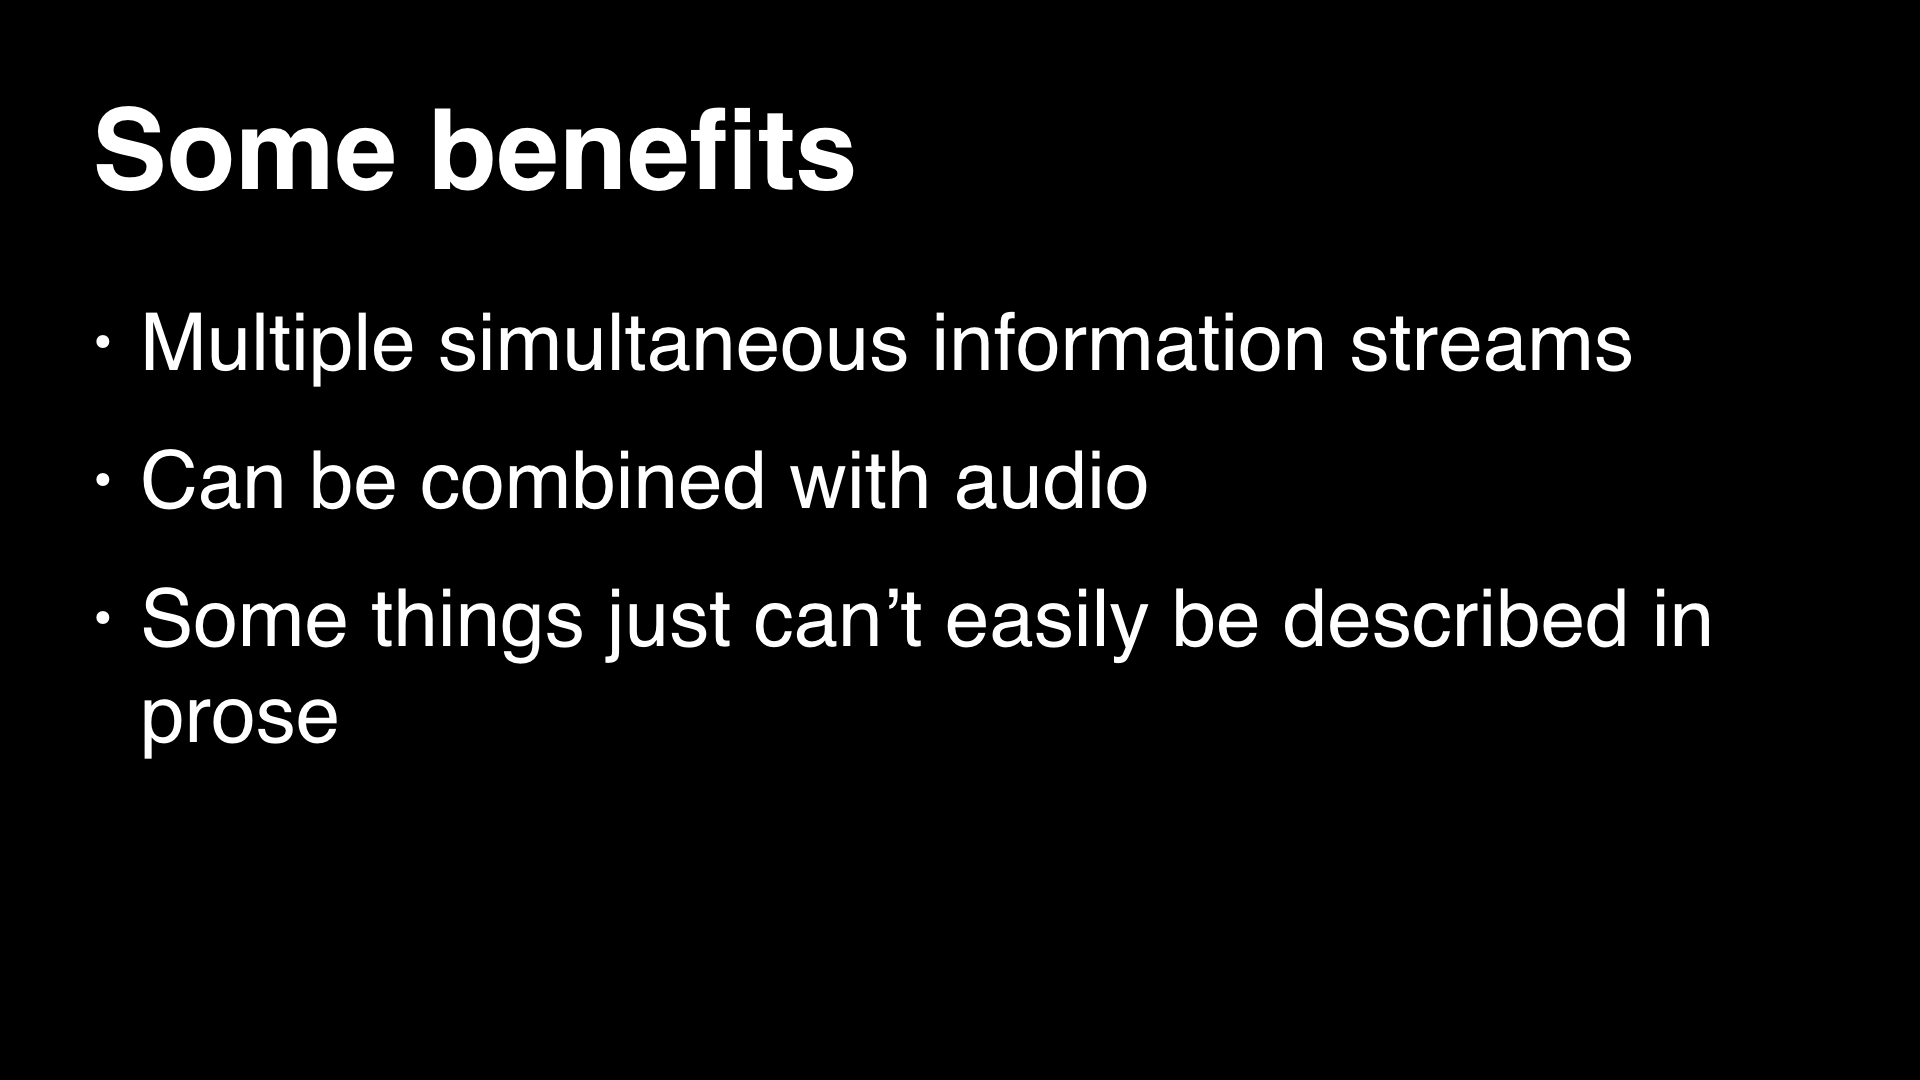 Some benefits
• Multiple simultaneous information streams
• Can be combined with audio
• Some things just can’t easily be described in
prose